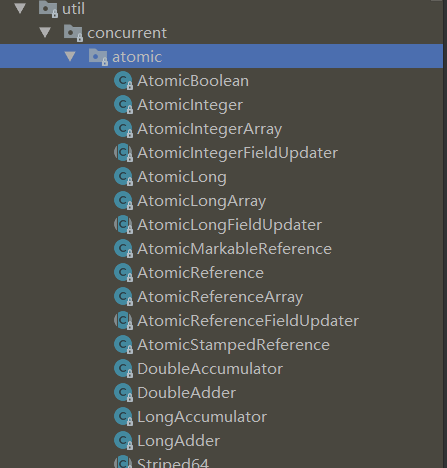 util
concurrent
atomic
AtomicBoolean
AtomicInteger
AtomicIntegerArray
AtomicIntegerFieldUpdater
AtomicLong
AtomicLongArray
AtomicLongFieldUpdater
AtomicMarkableReference
AtomicReference
AtomicReferenceArray
AtomicReferenceFieldUpdater
AtomicStampedReference
DoubleAccumulator
DoubleAdder
LongAccumulator
LongAdder
Striped64